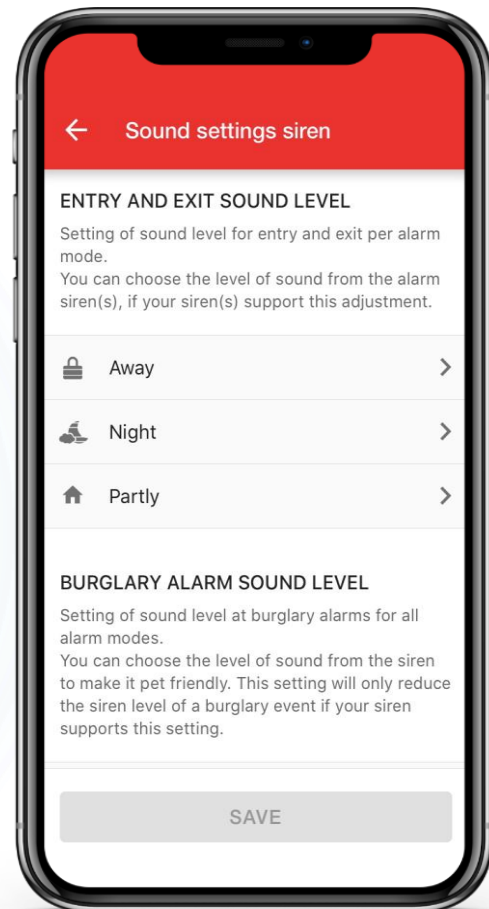 Sound settings siren
ENTRY AND EXIT SOUND LEVEL
Setting of sound level for entry and exit per alarm
mode.
You can choose the level of sound from the alarm
siren(s), if your siren(s) support this adjustment.
Away
Night
Partly
BURGLARY ALARM SOUND LEVEL
Setting of sound level at burglary alarms for all
alarm modes.
You can choose the level of sound from the siren
to make it pet friendly. This setting will only reduce
the siren level of a burglary event if your siren
supports this setting.
SAVE